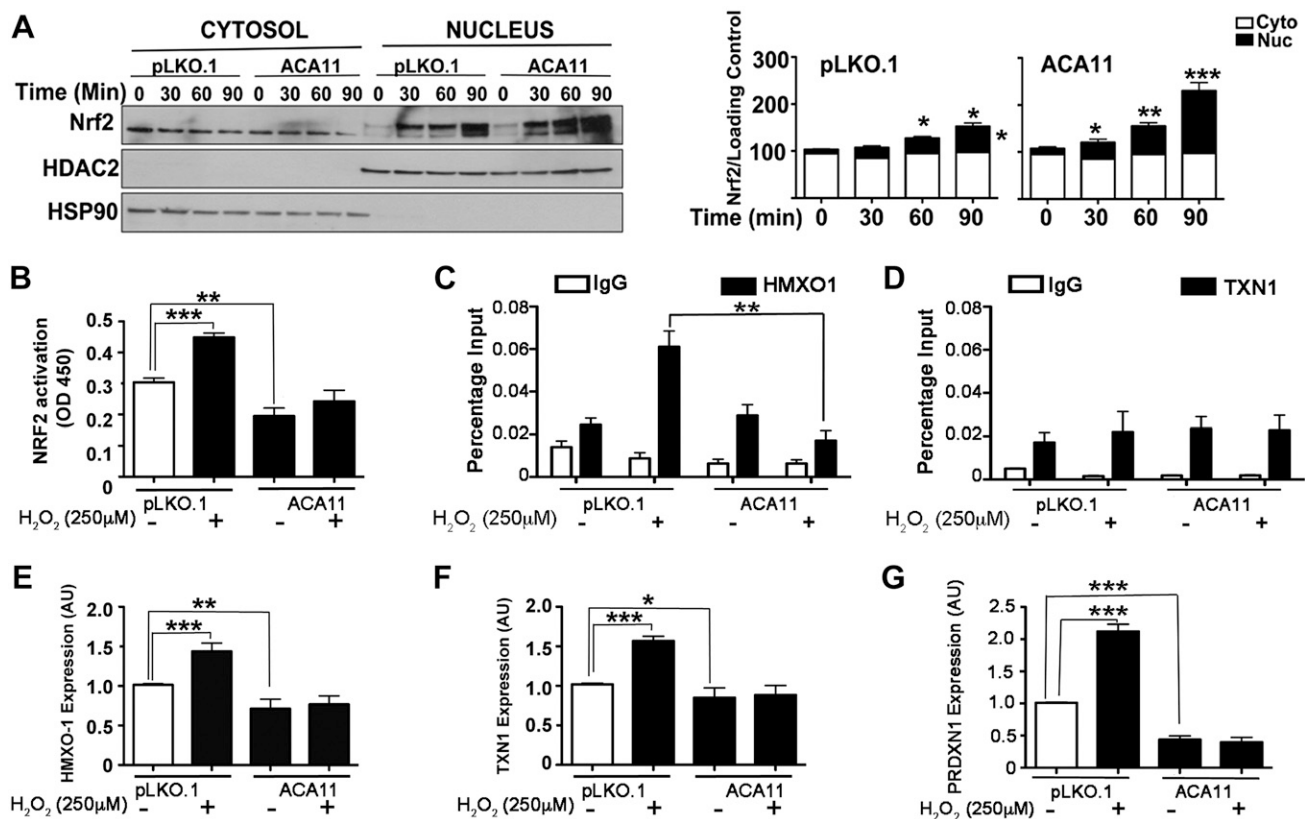 A
CYTOSOL NUCLEUS
pLKO.1 ACA11 pLKO.1 ACA11
Time (Min) 0 30 60 90 0 30 60 90 0 30 60 90 0 30 60 90
Nrf2
HDAC2
HSP90
Cyto
Nuc
pLKO.1 ACA11
Nrf2/Loading Control
300
200
100
* * *
* ** ***
Time (min) 0 30 60 90 0 30 60 90
B
NRF2 activation
(OD 450)
0.5
0.4
0.3
0.2
0.1
0
**
***
pLKO.1 ACA11
H2O2 (250µM) - + - +
C
IgG HMXO1
Percentage Input
0.08
0.06
0.04
0.02
0
**
pLKO.1 ACA11
H2O2 (250µM) - + - +
D
IgG TXN1
Percentage Input
0.08
0.06
0.04
0.02
0
pLKO.1 ACA11
H2O2 (250µM) - + - +
E
HMXO-1 Expression (AU)
2.0
1.5
1.0
0.5
0
**
***
pLKO.1 ACA11
H2O2 (250µM) - + - +
F
TXN1 Expression (AU)
2.0
1.5
1.0
0.5
0
*
***
pLKO.1 ACA11
H2O2 (250µM) - + - +
G
PRDXN1 Expression (AU)
2.5
2.0
1.5
1.0
0.5
0
***
***
pLKO.1 ACA11
H2O2 (250µM) - + - +